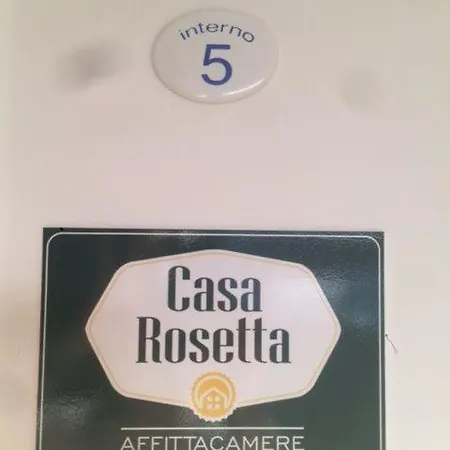 interno
5
Casa
Rosetta
AFFITTACAMERE